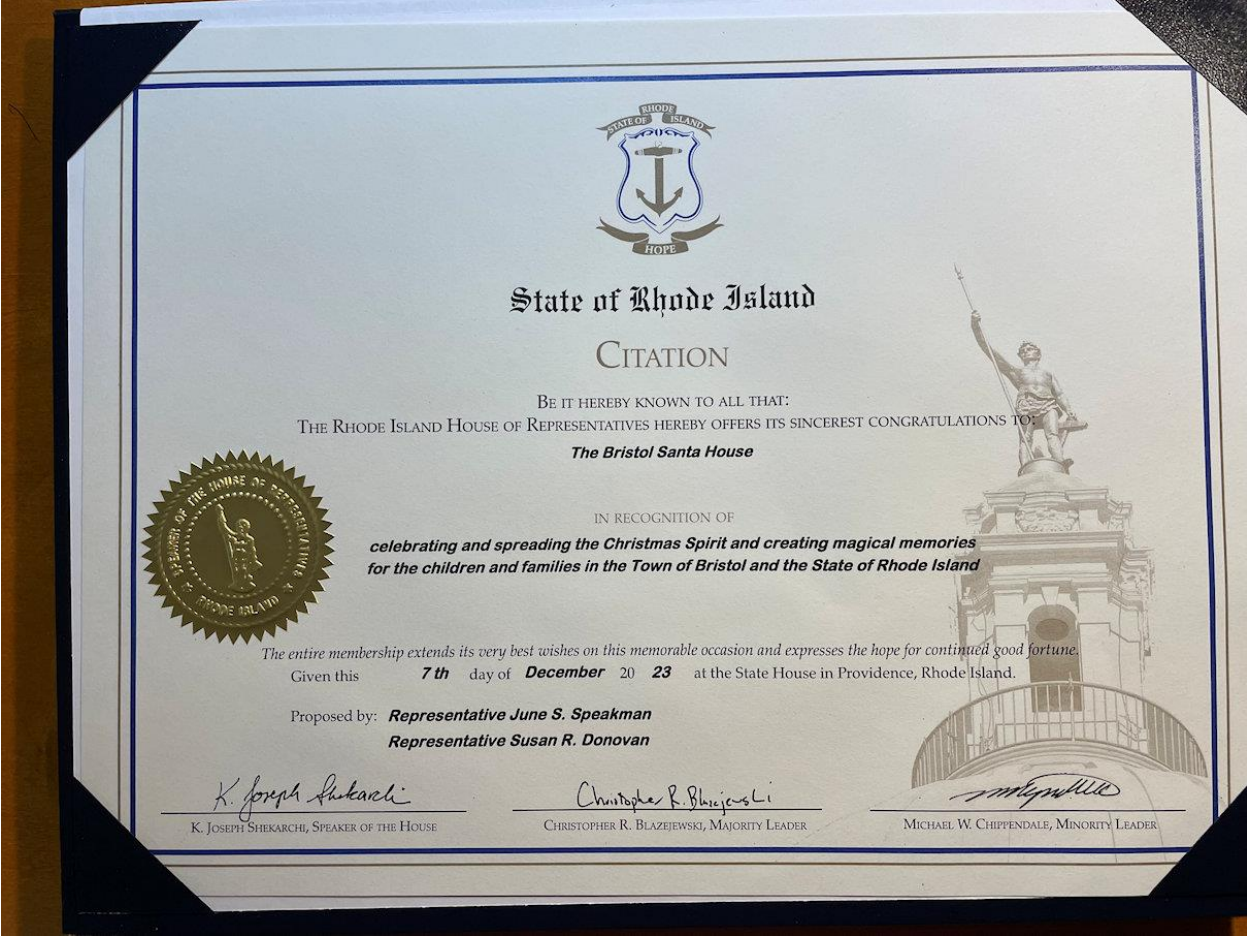 STATE OF RHODE ISLAND
HOPE
State of Rhode Island
CITATION
BE IT HEREBY KNOWN TO ALL THAT:
THE RHODE ISLAND HOUSE OF REPRESENTATIVES HEREBY OFFERS ITS SINCEREST CONGRATULATIONS TO:
The Bristol Santa House
IN RECOGNITION OF
celebrating and spreading the Christmas Spirit and creating magical memories
for the children and families in the Town of Bristol and the State of Rhode Island
SPEAKER OF THE HOUSE OF REPRESENTATIVES
RHODE ISLAND
The entire membership extends its very best wishes on this memorable occasion and expresses the hope for continued good fortune.
Given this 7th day of December 20 23 at the State House in Providence, Rhode Island.
Proposed by: Representative June S. Speakman
Representative Susan R. Donovan
K. Joseph Shekarchi Christopher R. Blazejewski
K. JOSEPH SHEKARCHI, SPEAKER OF THE HOUSE CHRISTOPHER R. BLAZEJEWSKI, MAJORITY LEADER MICHAEL W. CHIPPENDALE, MINORITY LEADER